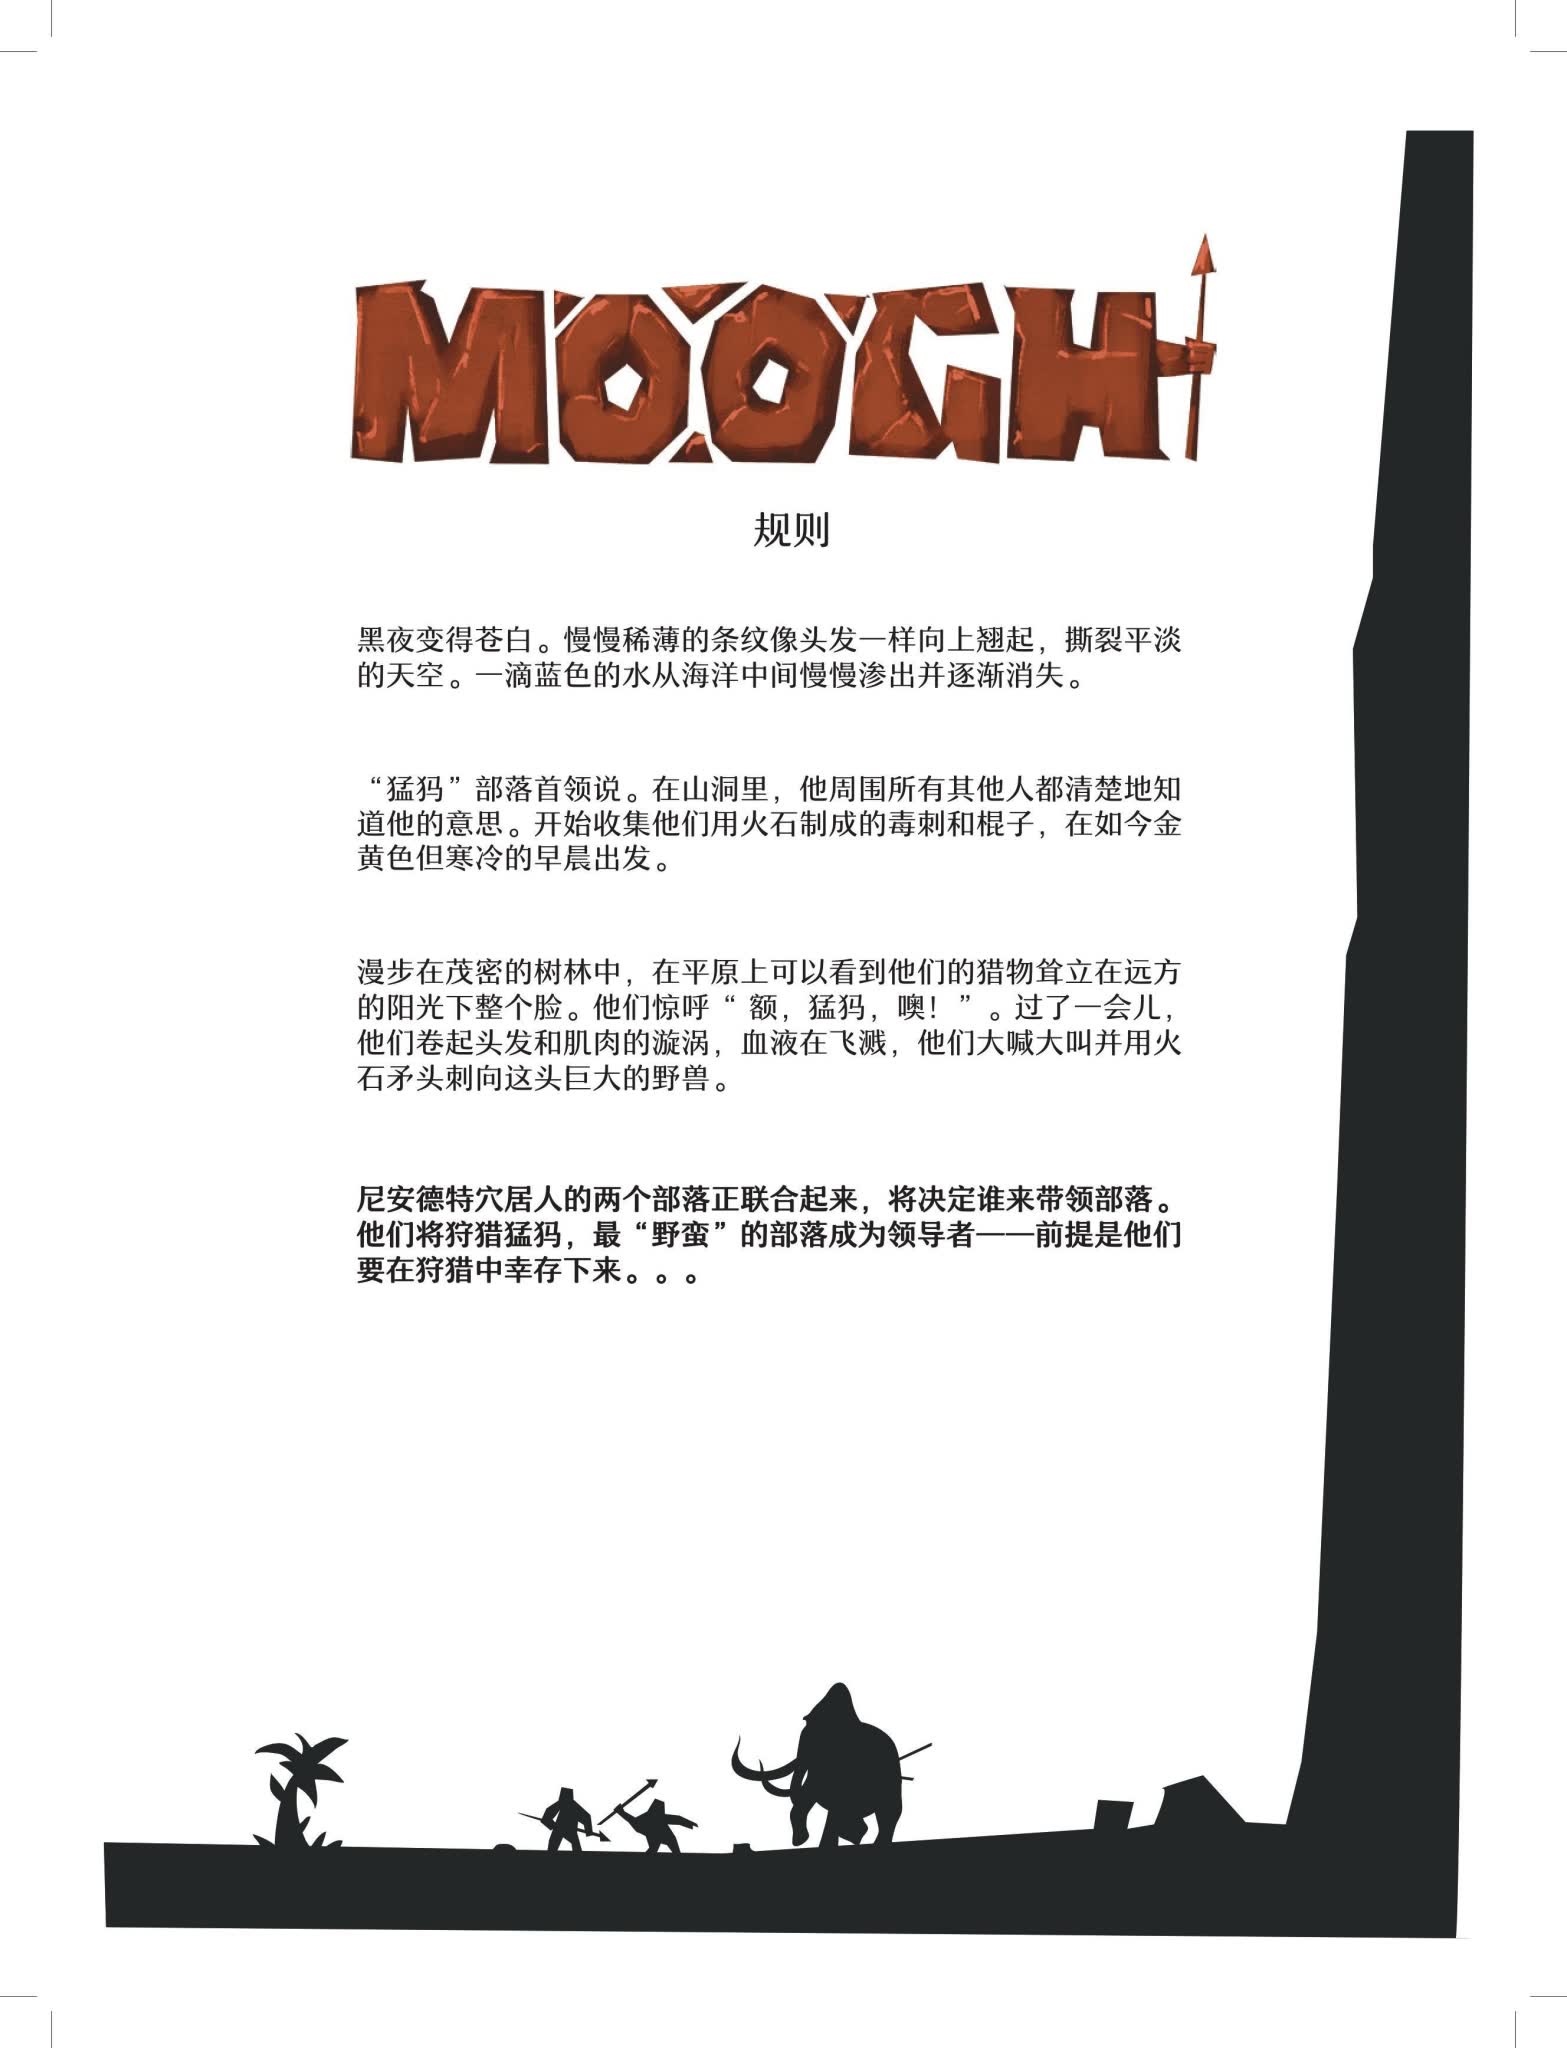 MOOGH
规则
黑夜变得苍白。慢慢稀薄的条纹像头发一样向上翘起，撕裂平淡
的天空。一滴蓝色的水从海洋中间慢慢渗出并逐渐消失。
“猛犸”部落首领说。在山洞里，他周围所有其他人都清楚地知
道他的意思。开始收集他们用火石制成的毒刺和棍子，在如今金
黄色但寒冷的早晨出发。
漫步在茂密的树林中，在平原上可以看到他们的猎物耸立在远方
的阳光下整个脸。他们惊呼“ 额，猛犸，噢！ ”。过了一会儿，
他们卷起头发和肌肉的漩涡，血液在飞溅，他们大喊大叫并用火
石矛头刺向这头巨大的野兽。
尼安德特穴居人的两个部落正联合起来，将决定谁来带领部落。
他们将狩猎猛犸，最“野蛮”的部落成为领导者——前提是他们
要在狩猎中幸存下来。。。